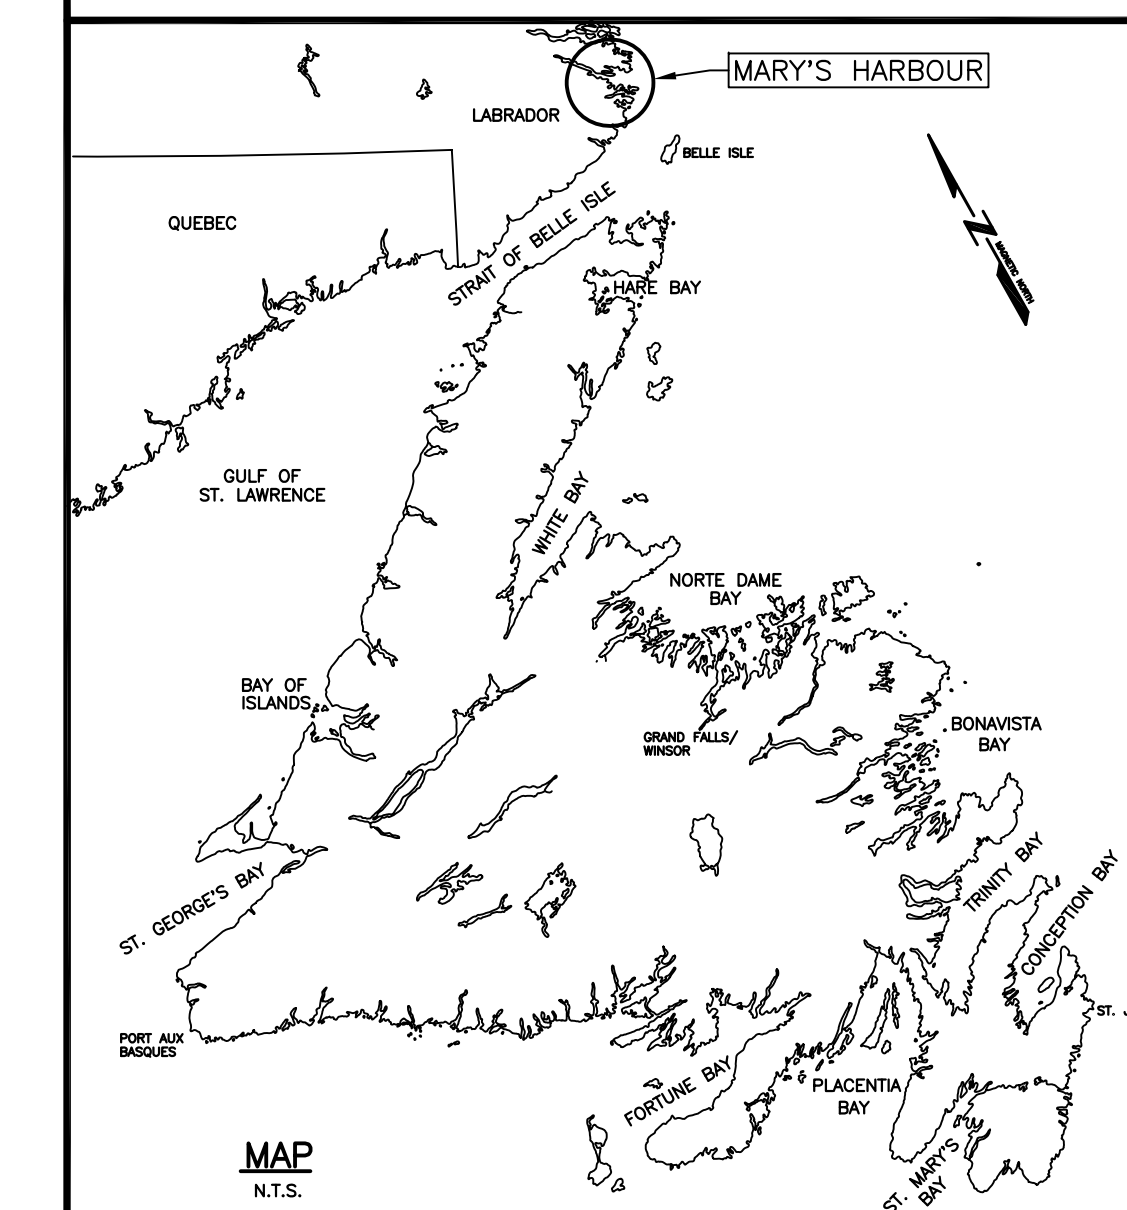 MARY'S HARBOUR
LABRADOR
BELLE ISLE
QUEBEC
STRAIT OF BELLE ISLE
MAGNETIC NORTH
HARE BAY
GULF OF
ST. LAWRENCE
WHITE BAY
NORTE DAME
BAY
BAY OF
ISLANDS
GRAND FALLS/
WINSOR
BONAVISTA
BAY
TRINITY BAY
CONCEPTION BAY
ST. GEORGE'S BAY
ST. J
PORT AUX
BASQUES
FORTUNE BAY
PLACENTIA
BAY
ST. MARY'S
BAY
MAP
N.T.S.